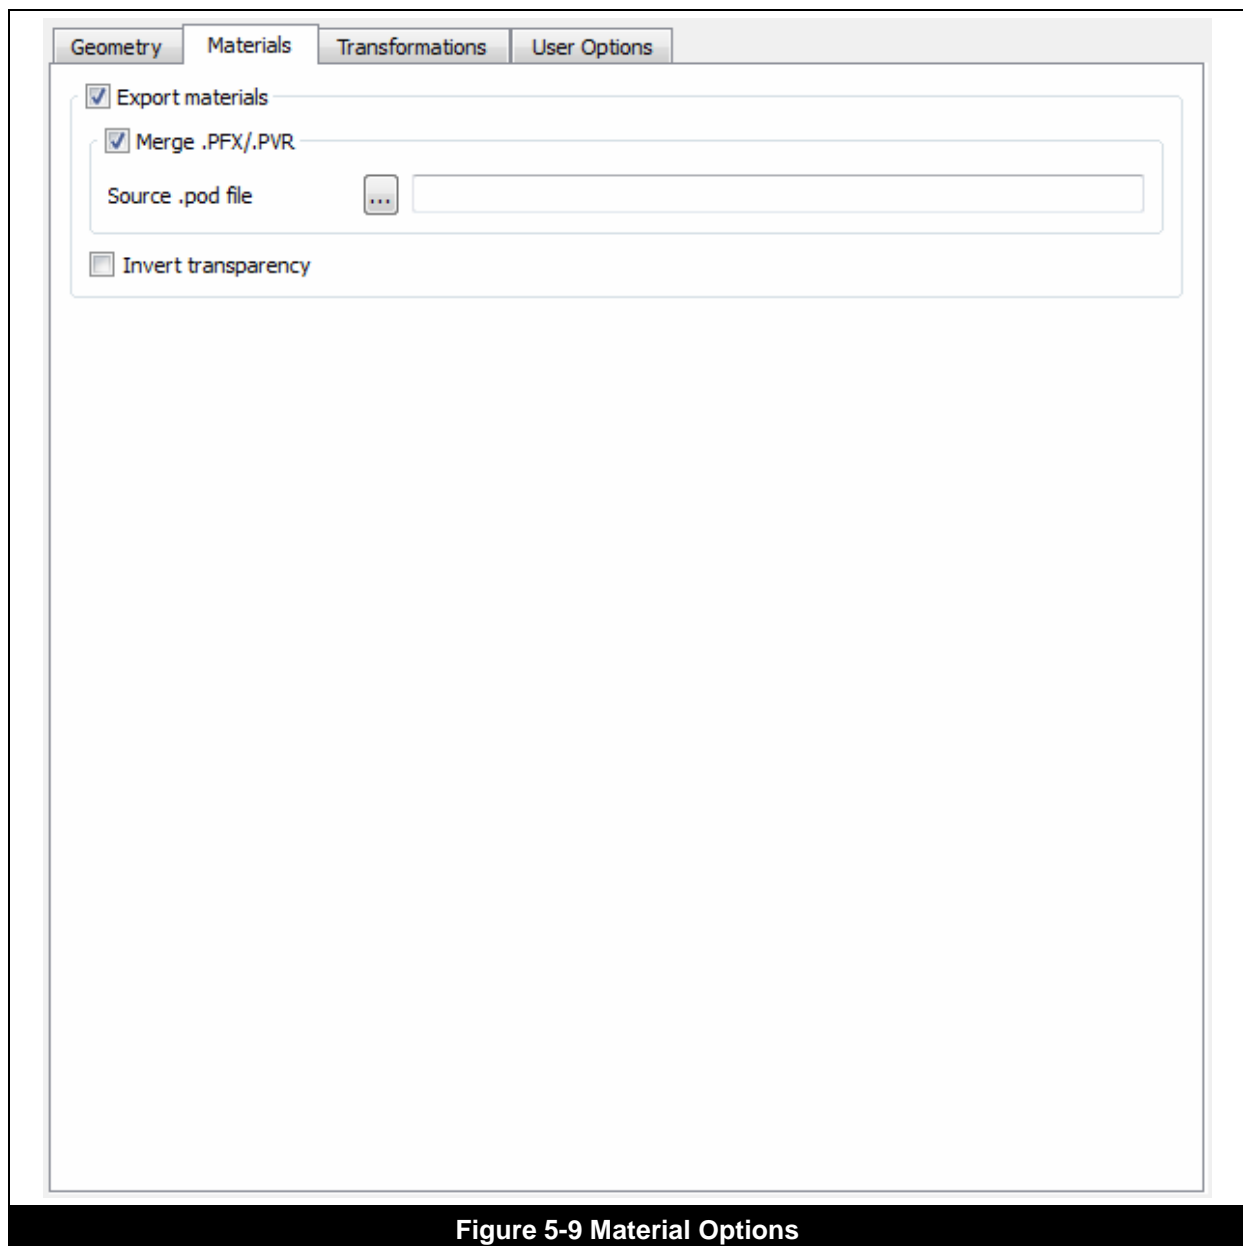 Geometry Materials Transformations User Options
Export materials
Merge .PFX/.PVR
Source .pod file ...
Invert transparency
Figure 5-9 Material Options